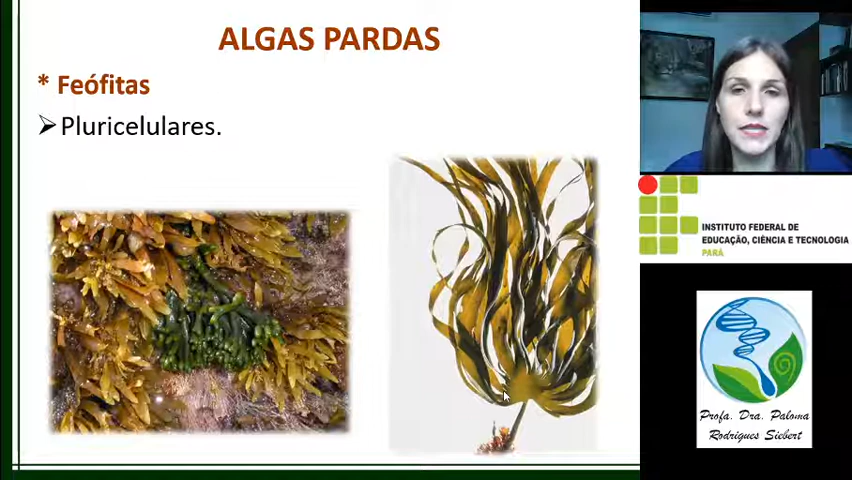 ALGAS PARDAS
* Feófitas
➢Pluricelulares.
INSTITUTO FEDERAL DE
EDUCAÇÃO, CIÊNCIA E TECNOLOGIA
PARÁ
Profa. Dra. Paloma
Rodrigues Siebert